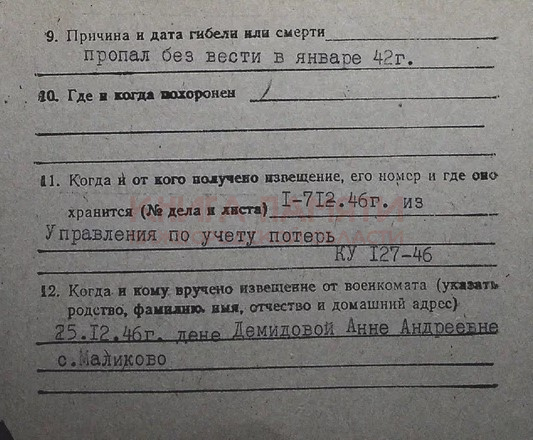 9. Причина и дата гибели или смерти
пропал без вести в январе 42г.
10. Где и когда похоронен /
11. Когда и от кого получено извещение, его номер и где оно
хранится (№ дела и листа) I-7I2.46г. из
Управления по учету потерь
КУ I27-46
12. Когда и кому вручено извещение от военкомата (указать
родство, фамилию, имя, отчество и домашний адрес)
25.I2.46г. Демидовой Анне Андреевне
с.Маликово